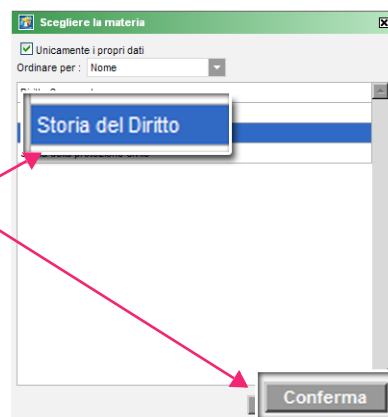 Scegliere la materia
Unicamente i propri dati
Ordinare per : Nome
Storia del Diritto
Conferma